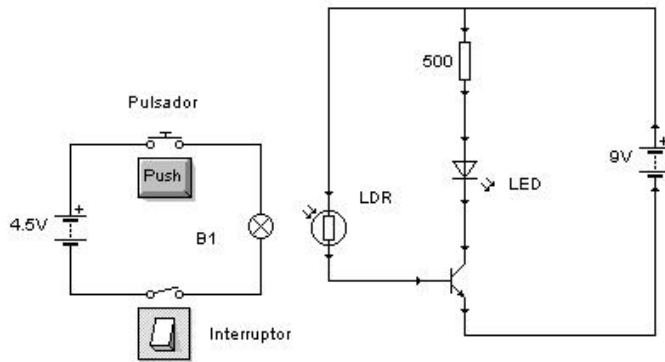 Pulsador
Push
4.5V
+
B1
Interruptor
500
LED
LDR
9V
+